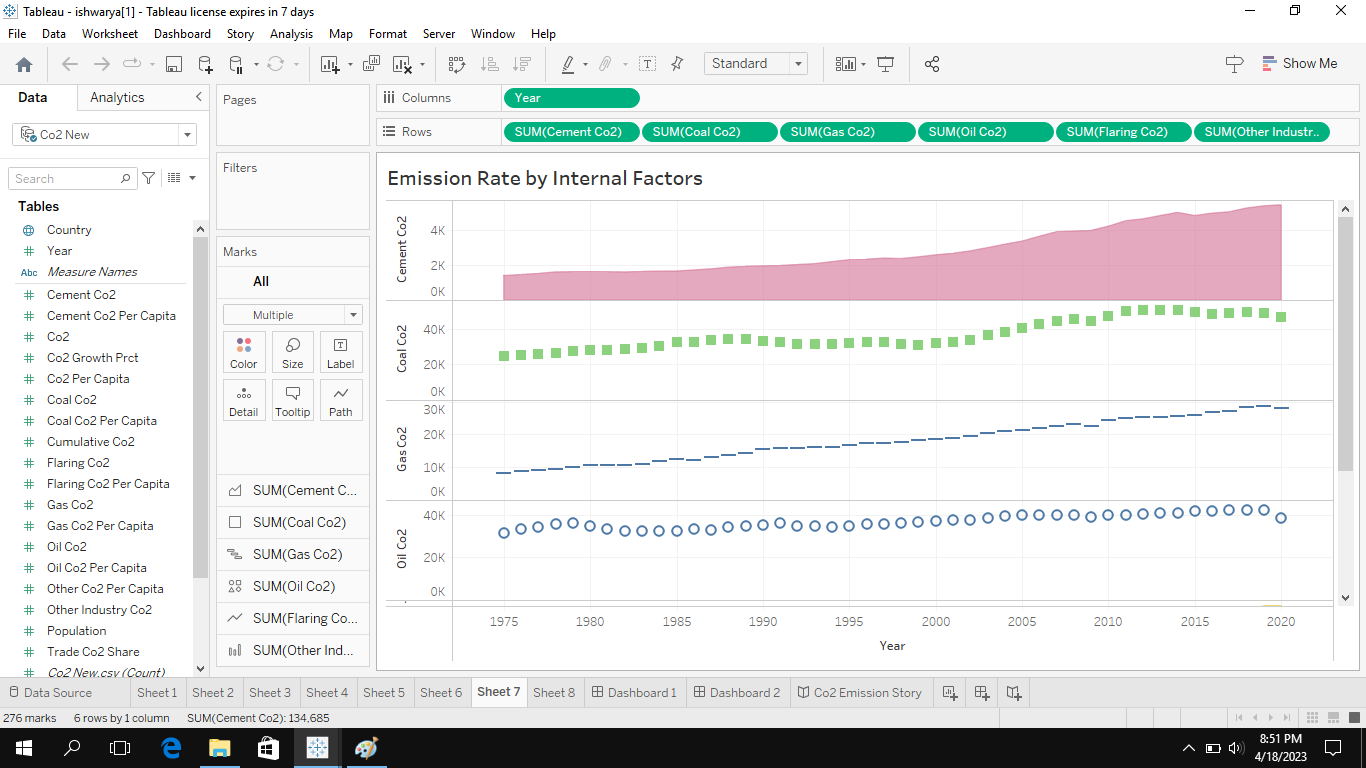 Tableau - ishwarya[1] - Tableau license expires in 7 days
File Data Worksheet Dashboard Story Analysis Map Format Server Window Help
Standard
Show Me
Data Analytics
Co2 New
Search
Tables
Country
Year
Abc Measure Names
Cement Co2
Cement Co2 Per Capita
Co2
Co2 Growth Prct
Co2 Per Capita
Coal Co2
Coal Co2 Per Capita
Cumulative Co2
Flaring Co2
Flaring Co2 Per Capita
Gas Co2
Gas Co2 Per Capita
Oil Co2
Oil Co2 Per Capita
Other Co2 Per Capita
Other Industry Co2
Population
Trade Co2 Share
Co2 New.csv (Count)
Pages
Filters
Marks
All
Multiple
Color Size Label
Detail Tooltip Path
SUM(Cement C...
SUM(Coal Co2)
SUM(Gas Co2)
SUM(Oil Co2)
SUM(Flaring Co...
SUM(Other Ind...
Columns Year
Rows SUM(Cement Co2) SUM(Coal Co2) SUM(Gas Co2) SUM(Oil Co2) SUM(Flaring Co2) SUM(Other Industr..
Emission Rate by Internal Factors
Cement Co2
4K
2K
0K
Coal Co2
40K
20K
0K
Gas Co2
30K
20K
10K
0K
Oil Co2
40K
20K
0K
1975 1980 1985 1990 1995 2000 2005 2010 2015 2020
Year
Data Source Sheet 1 Sheet 2 Sheet 3 Sheet 4 Sheet 5 Sheet 6 Sheet 7 Sheet 8 Dashboard 1 Dashboard 2 Co2 Emission Story
276 marks 6 rows by 1 column SUM(Cement Co2): 134,685
8:51 PM
4/18/2023